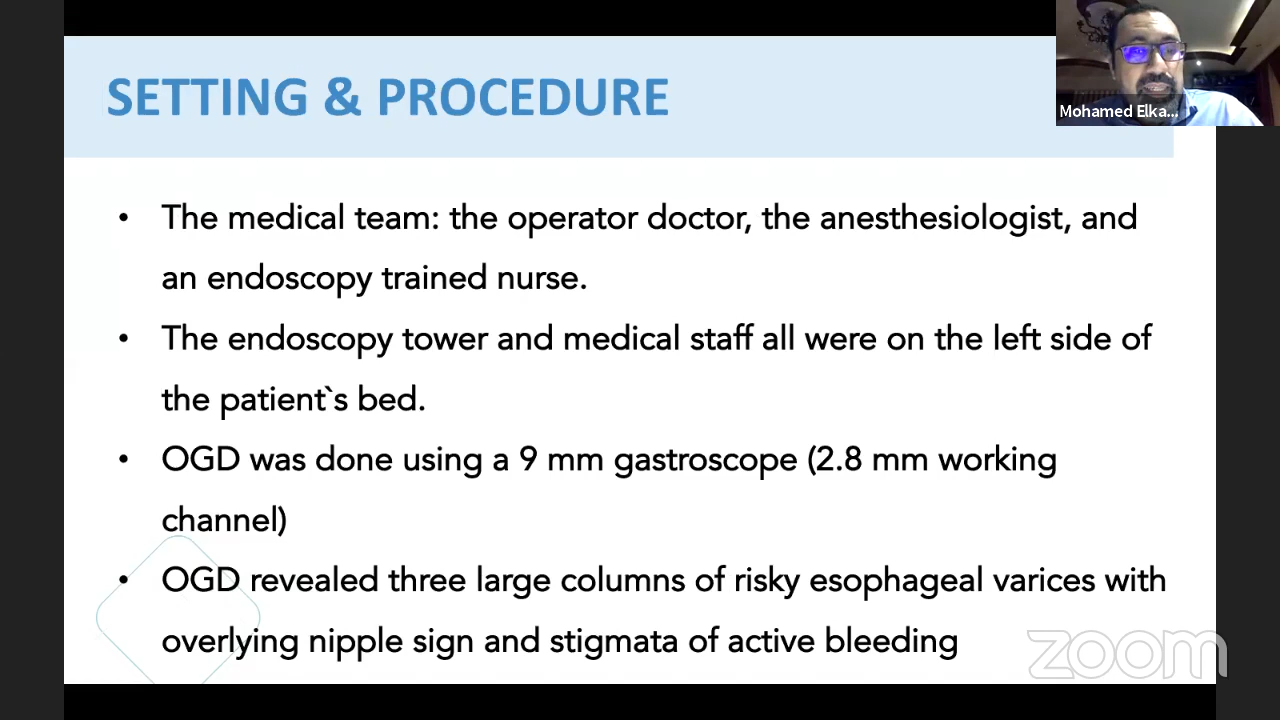 SETTING & PROCEDURE
Mohamed Elka...
• The medical team: the operator doctor, the anesthesiologist, and
an endoscopy trained nurse.
• The endoscopy tower and medical staff all were on the left side of
the patient`s bed.
• OGD was done using a 9 mm gastroscope (2.8 mm working
channel)
• OGD revealed three large columns of risky esophageal varices with
overlying nipple sign and stigmata of active bleeding
zoom